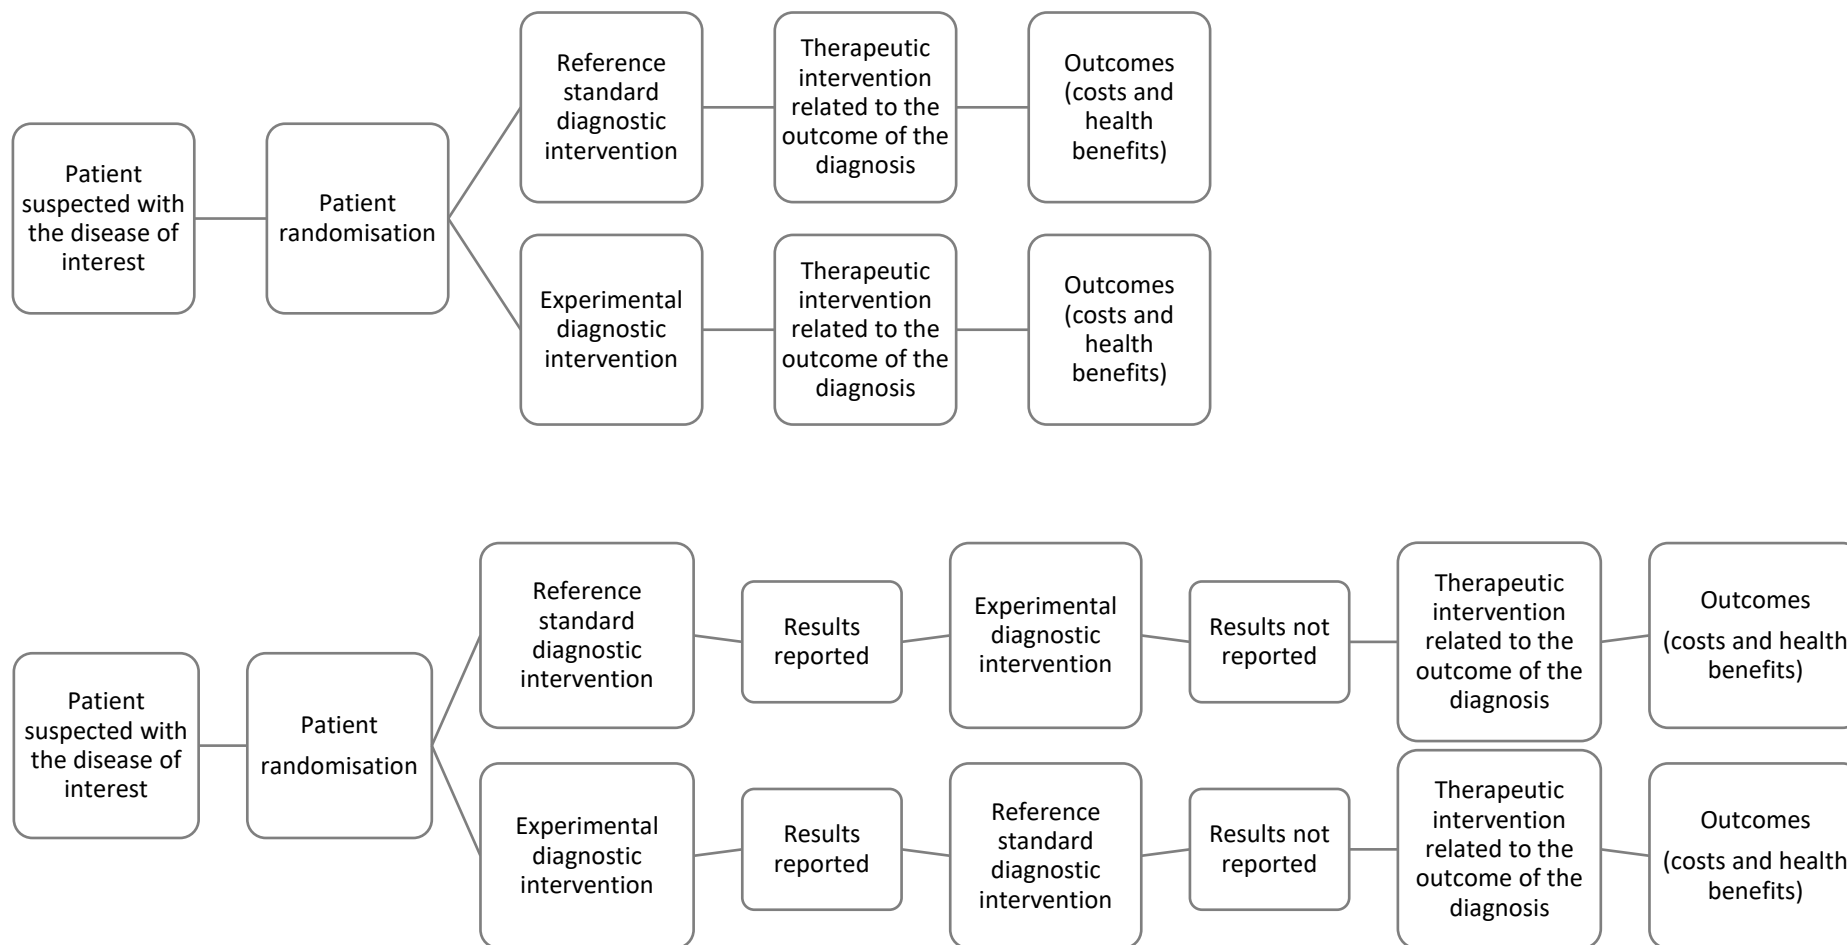 Patient
suspected with
the disease of
interest
Patient
randomisation
Reference
standard
diagnostic
intervention
Therapeutic
intervention
related to the
outcome of the
diagnosis
Outcomes
(costs and
health
benefits)
Experimental
diagnostic
intervention
Therapeutic
intervention
related to the
outcome of the
diagnosis
Outcomes
(costs and
health
benefits)
Patient
suspected with
the disease of
interest
Patient
randomisation
Reference
standard
diagnostic
intervention
Results
reported
Experimental
diagnostic
intervention
Results not
reported
Therapeutic
intervention
related to the
outcome of the
diagnosis
Outcomes
(costs and health
benefits)
Experimental
diagnostic
intervention
Results
reported
Reference
standard
diagnostic
intervention
Results not
reported
Therapeutic
intervention
related to the
outcome of the
diagnosis
Outcomes
(costs and health
benefits)